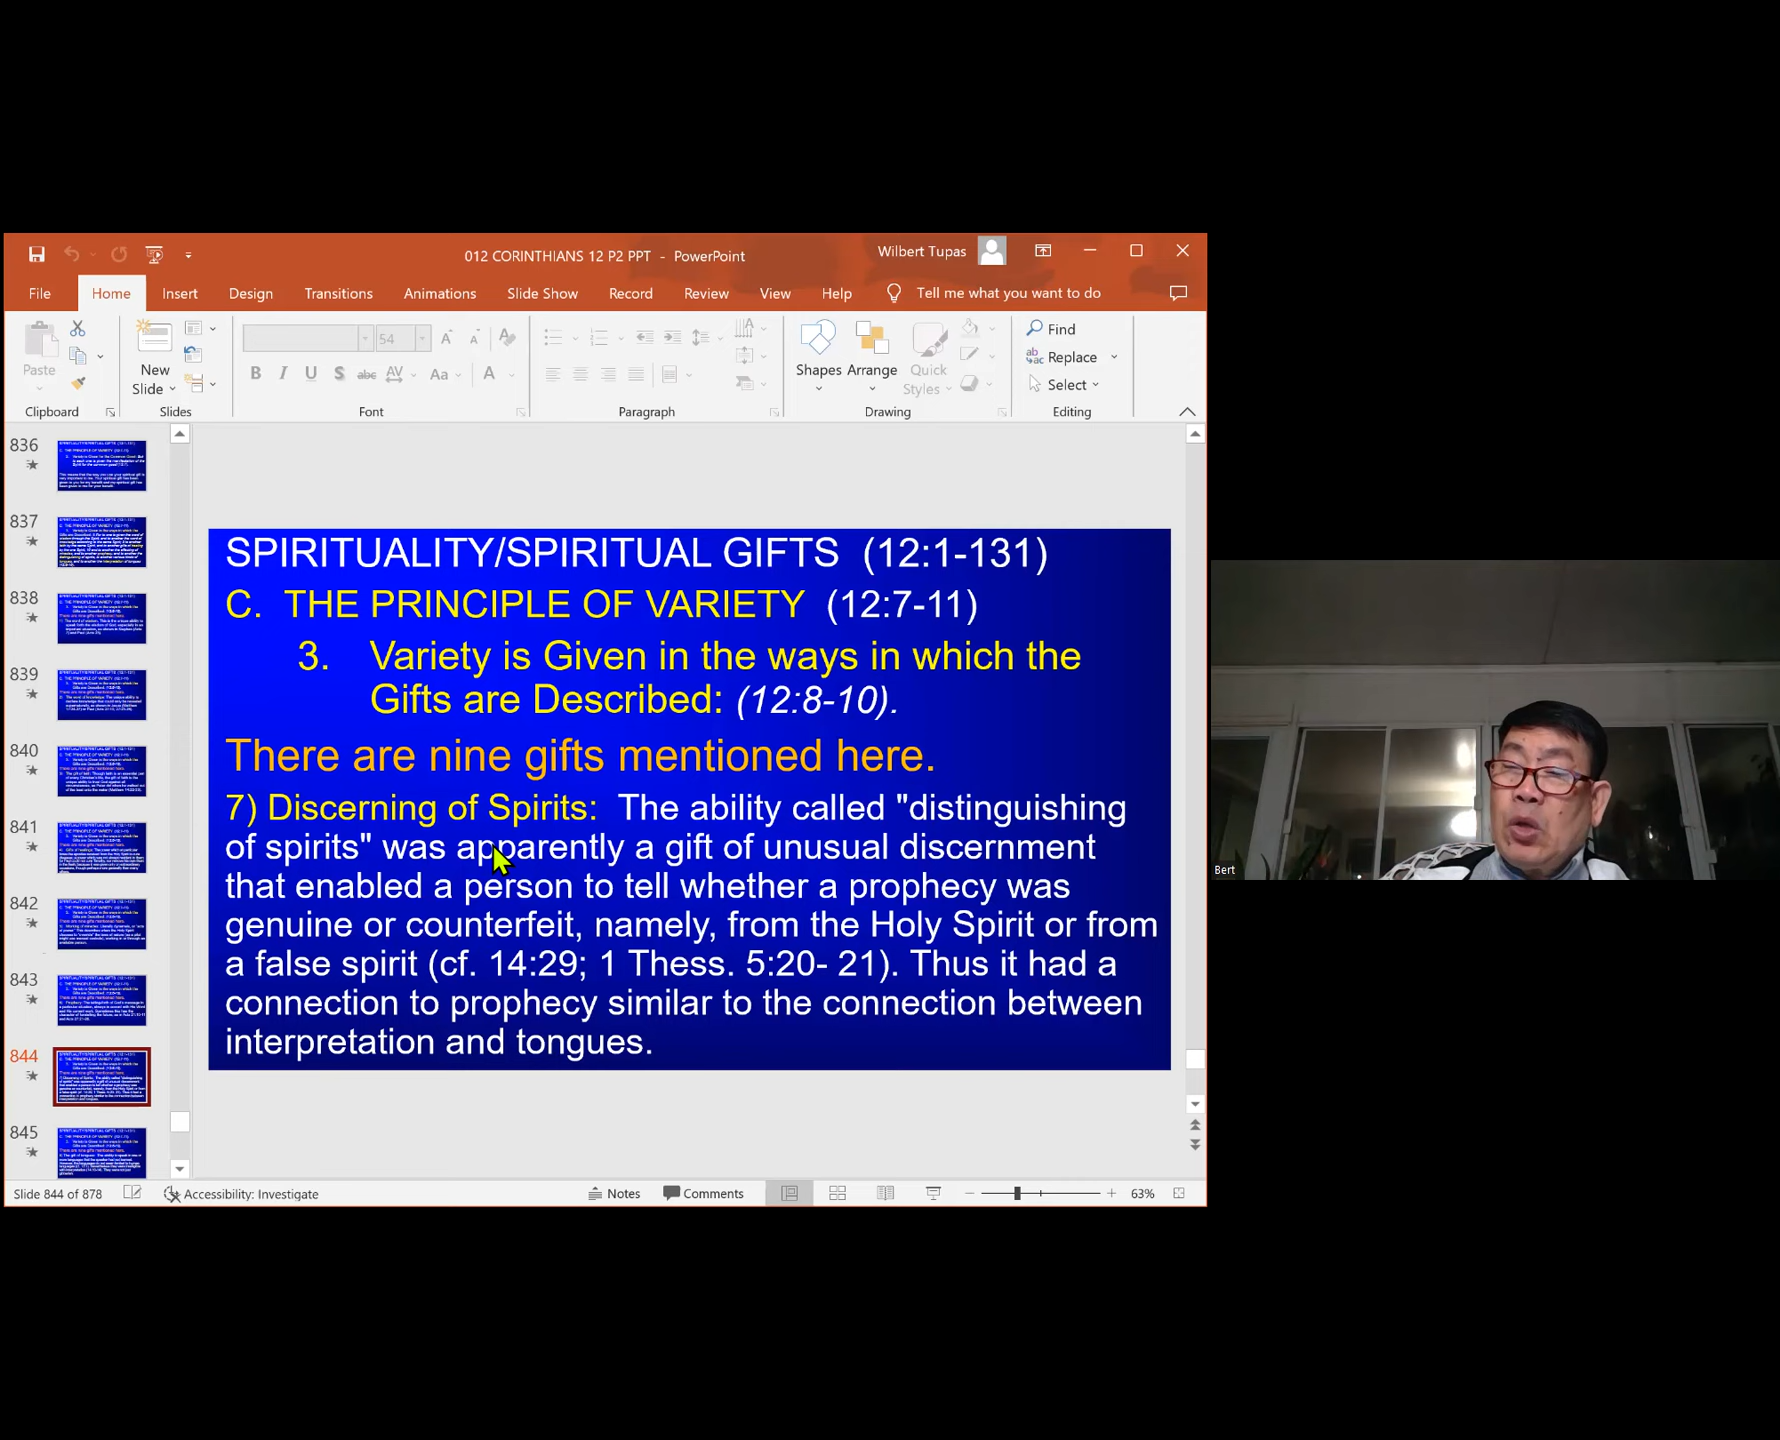 012 CORINTHIANS 12 P2 PPT - PowerPoint
Wilbert Tupas
File Home Insert Design Transitions Animations Slide Show Record Review View Help Tell me what you want to do
Paste
New Slide
54
B I U S abc AV Aa A
Shapes Arrange Quick Styles
Find
Replace
Select
Clipboard Slides Font Paragraph Drawing Editing
836
837
838
839
840
841
842
843
844
845
SPIRITUALITY/SPIRITUAL GIFTS (12:1-131)
C. THE PRINCIPLE OF VARIETY (12:7-11)
3. Variety is Given in the ways in which the
Gifts are Described: (12:8-10).
There are nine gifts mentioned here.
7) Discerning of Spirits: The ability called "distinguishing
of spirits" was apparently a gift of unusual discernment
that enabled a person to tell whether a prophecy was
genuine or counterfeit, namely, from the Holy Spirit or from
a false spirit (cf. 14:29; 1 Thess. 5:20- 21). Thus it had a
connection to prophecy similar to the connection between
interpretation and tongues.
Bert
Slide 844 of 878 Accessibility: Investigate Notes Comments 63%